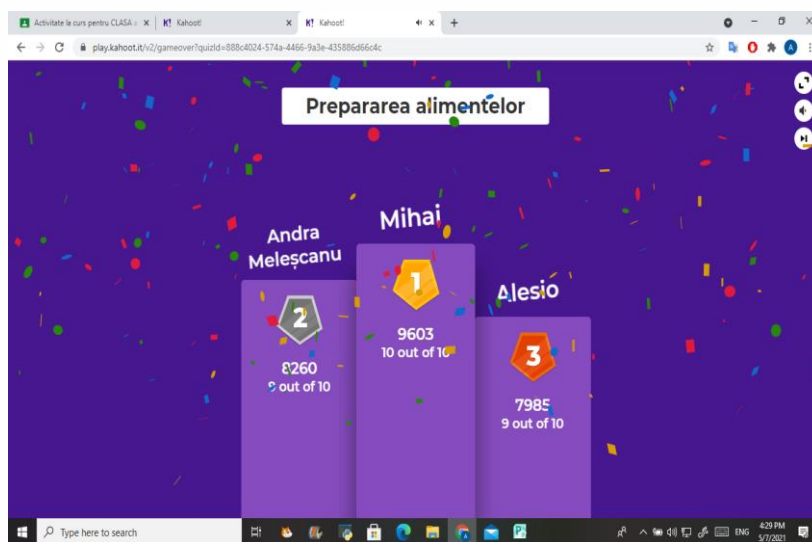 Activitate la curs pentru CLASA a
Kahoot!
Kahoot!
play.kahoot.it/v2/gameover?quizId=888c4024-574a-4466-9a3e-435886d66c4c
Prepararea alimentelor
Andra
Meleșcanu
2
8260
9 out of 10
Mihai
1
9603
10 out of 10
Alesio
3
7985
9 out of 10
Type here to search
ENG
4:29 PM
5/7/2021